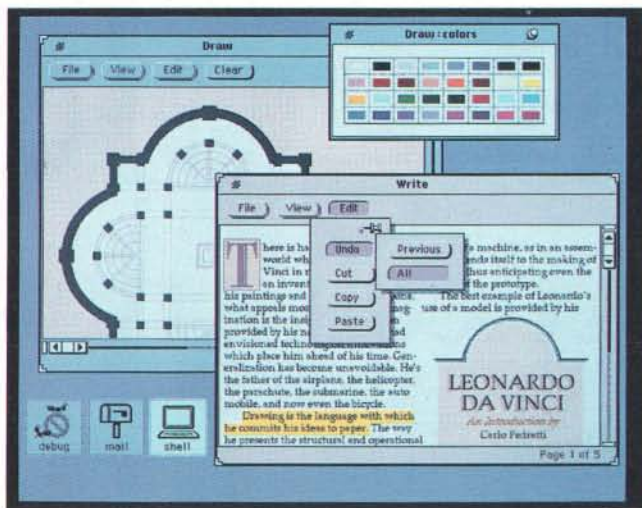 Draw
File
View
Edit
Clear
Draw:colors
Write
File
View
Edit
Undo
Cut
Copy
Paste
Previous
All
There is ha
world wh
Vinci in
an inven
his paintings and
what appeals mo
ination is the insi
provided by his n
envisioned techno
which place him ahead of his time. Gen-
eralization has become unavoidable. He's
the father of the airplane, the helicopter,
the parachute, the submarine, the auto
mobile, and now even the bicycle.
Drawing is the language with which
he commits his ideas to paper. The way
he presents the structural and operational
a machine, as in an assem-
itself to the making of
thus anticipating even the
of the prototype.
The best example of Leonardo's
use of a model is provided by his
LEONARDO
DA VINCI
An Introduction by
Carlo Pedretti
Page 1 of 5
debug
mail
shell